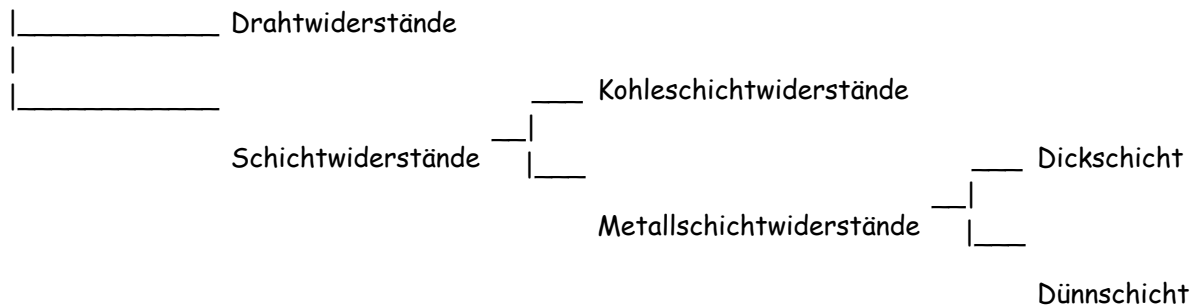 Drahtwiderstände
Kohleschichtwiderstände
Schichtwiderstände
Dickschicht
Metallschichtwiderstände
Dünnschicht